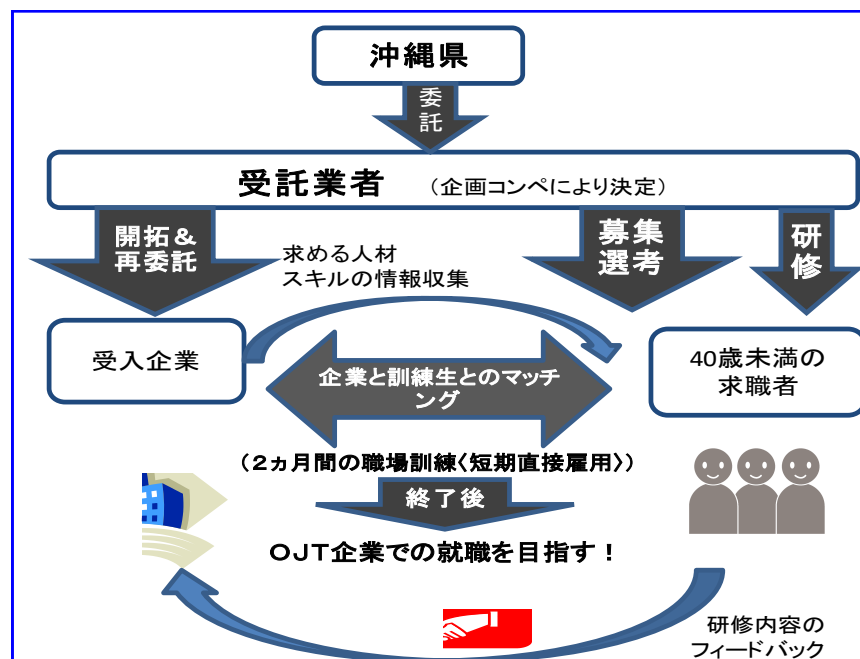 沖縄県
委
託
受託業者 （企画コンペにより決定）
開拓＆
再委託
求める人材
スキルの情報収集
募集
選考
研
修
受入企業
企業と訓練生とのマッチ
ング
40歳未満の
求職者
（２ヵ月間の職場訓練〈短期直接雇用〉）
終了後
ＯＪＴ企業での就職を目指す！
研修内容の
フィードバック